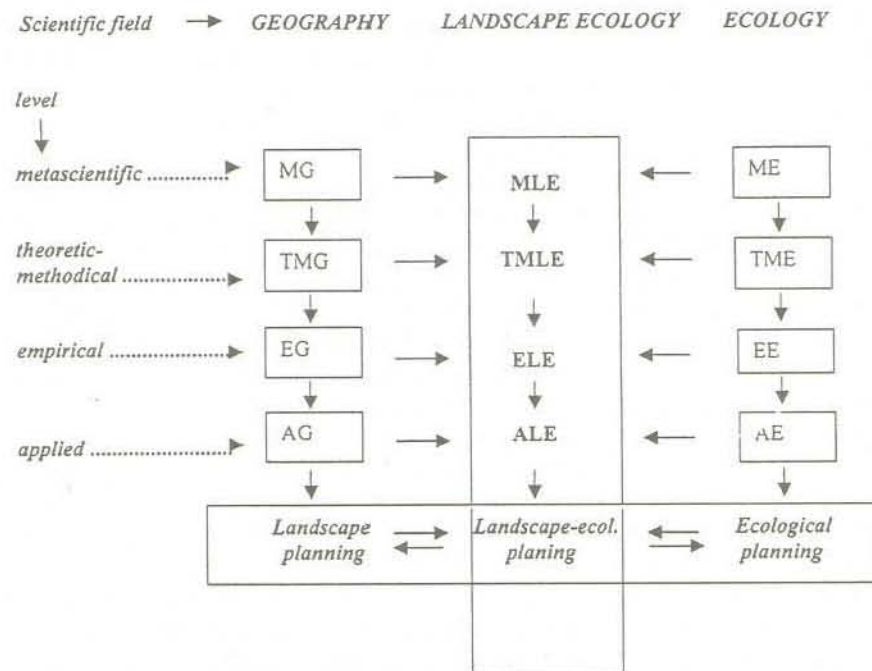 Scientific field → GEOGRAPHY LANDSCAPE ECOLOGY ECOLOGY
level
metascientific MG → MLE ← ME
theoretic-
methodical TMG → TMLE ← TME
empirical EG → ELE ← EE
applied AG → ALE ← AE
Landscape Landscape-ecol. Ecological
planning planing planning